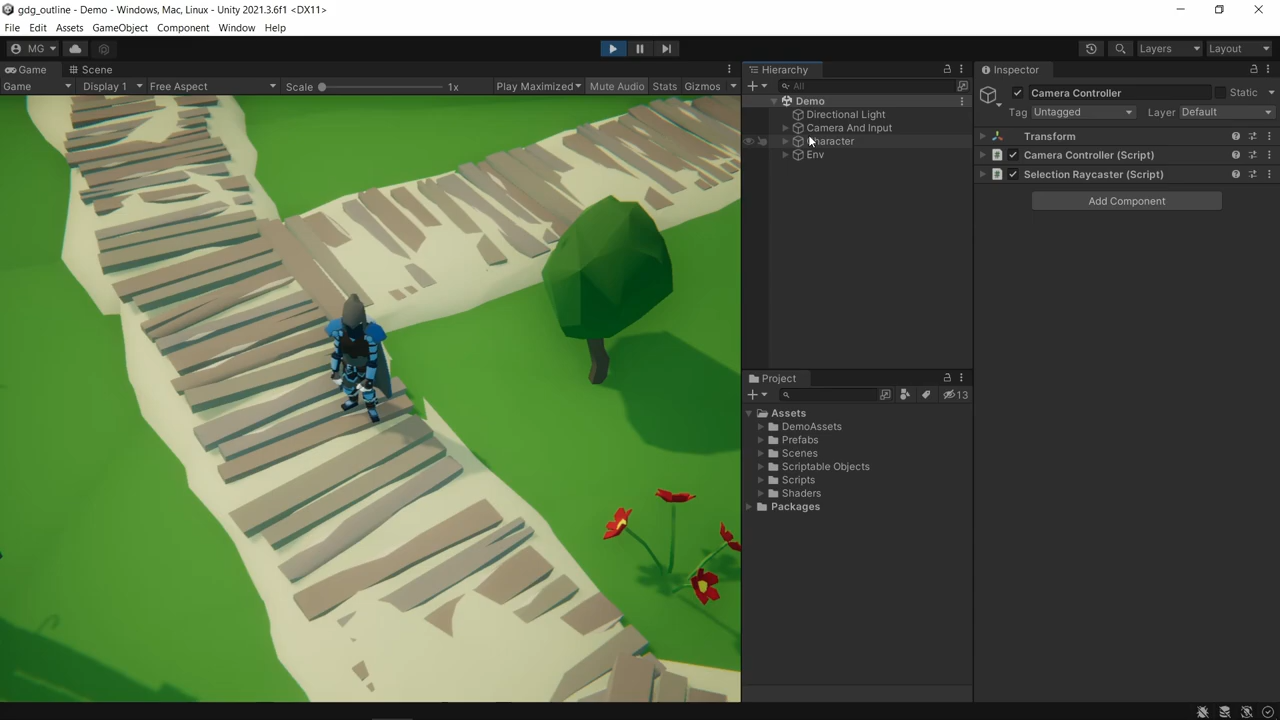 gdg_outline - Demo - Windows, Mac, Linux - Unity 2021.3.6f1 <DX11>
File Edit Assets GameObject Component Window Help
MG Layers Layout
Game Scene
Game Display 1 Free Aspect Scale 1x Play Maximized Mute Audio Stats Gizmos
Hierarchy
All
Demo
Directional Light
Camera And Input
Character
Env
Project
13
Assets
DemoAssets
Prefabs
Scenes
Scriptable Objects
Scripts
Shaders
Packages
Inspector
Camera Controller Static
Tag Untagged Layer Default
Transform
Camera Controller (Script)
Selection Raycaster (Script)
Add Component